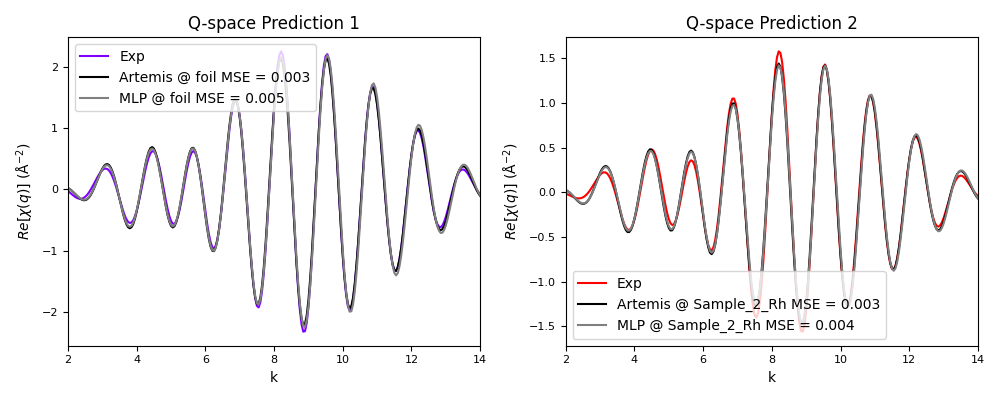 Q-space Prediction 1
Exp
Artemis @ foil MSE = 0.003
MLP @ foil MSE = 0.005
2
1
0
−1
−2
Re[χ(q)] (Å⁻²)
2 4 6 8 10 12 14
k
Q-space Prediction 2
1.5
1.0
0.5
0.0
−0.5
−1.0
−1.5
Re[χ(q)] (Å⁻²)
Exp
Artemis @ Sample_2_Rh MSE = 0.003
MLP @ Sample_2_Rh MSE = 0.004
2 4 6 8 10 12 14
k